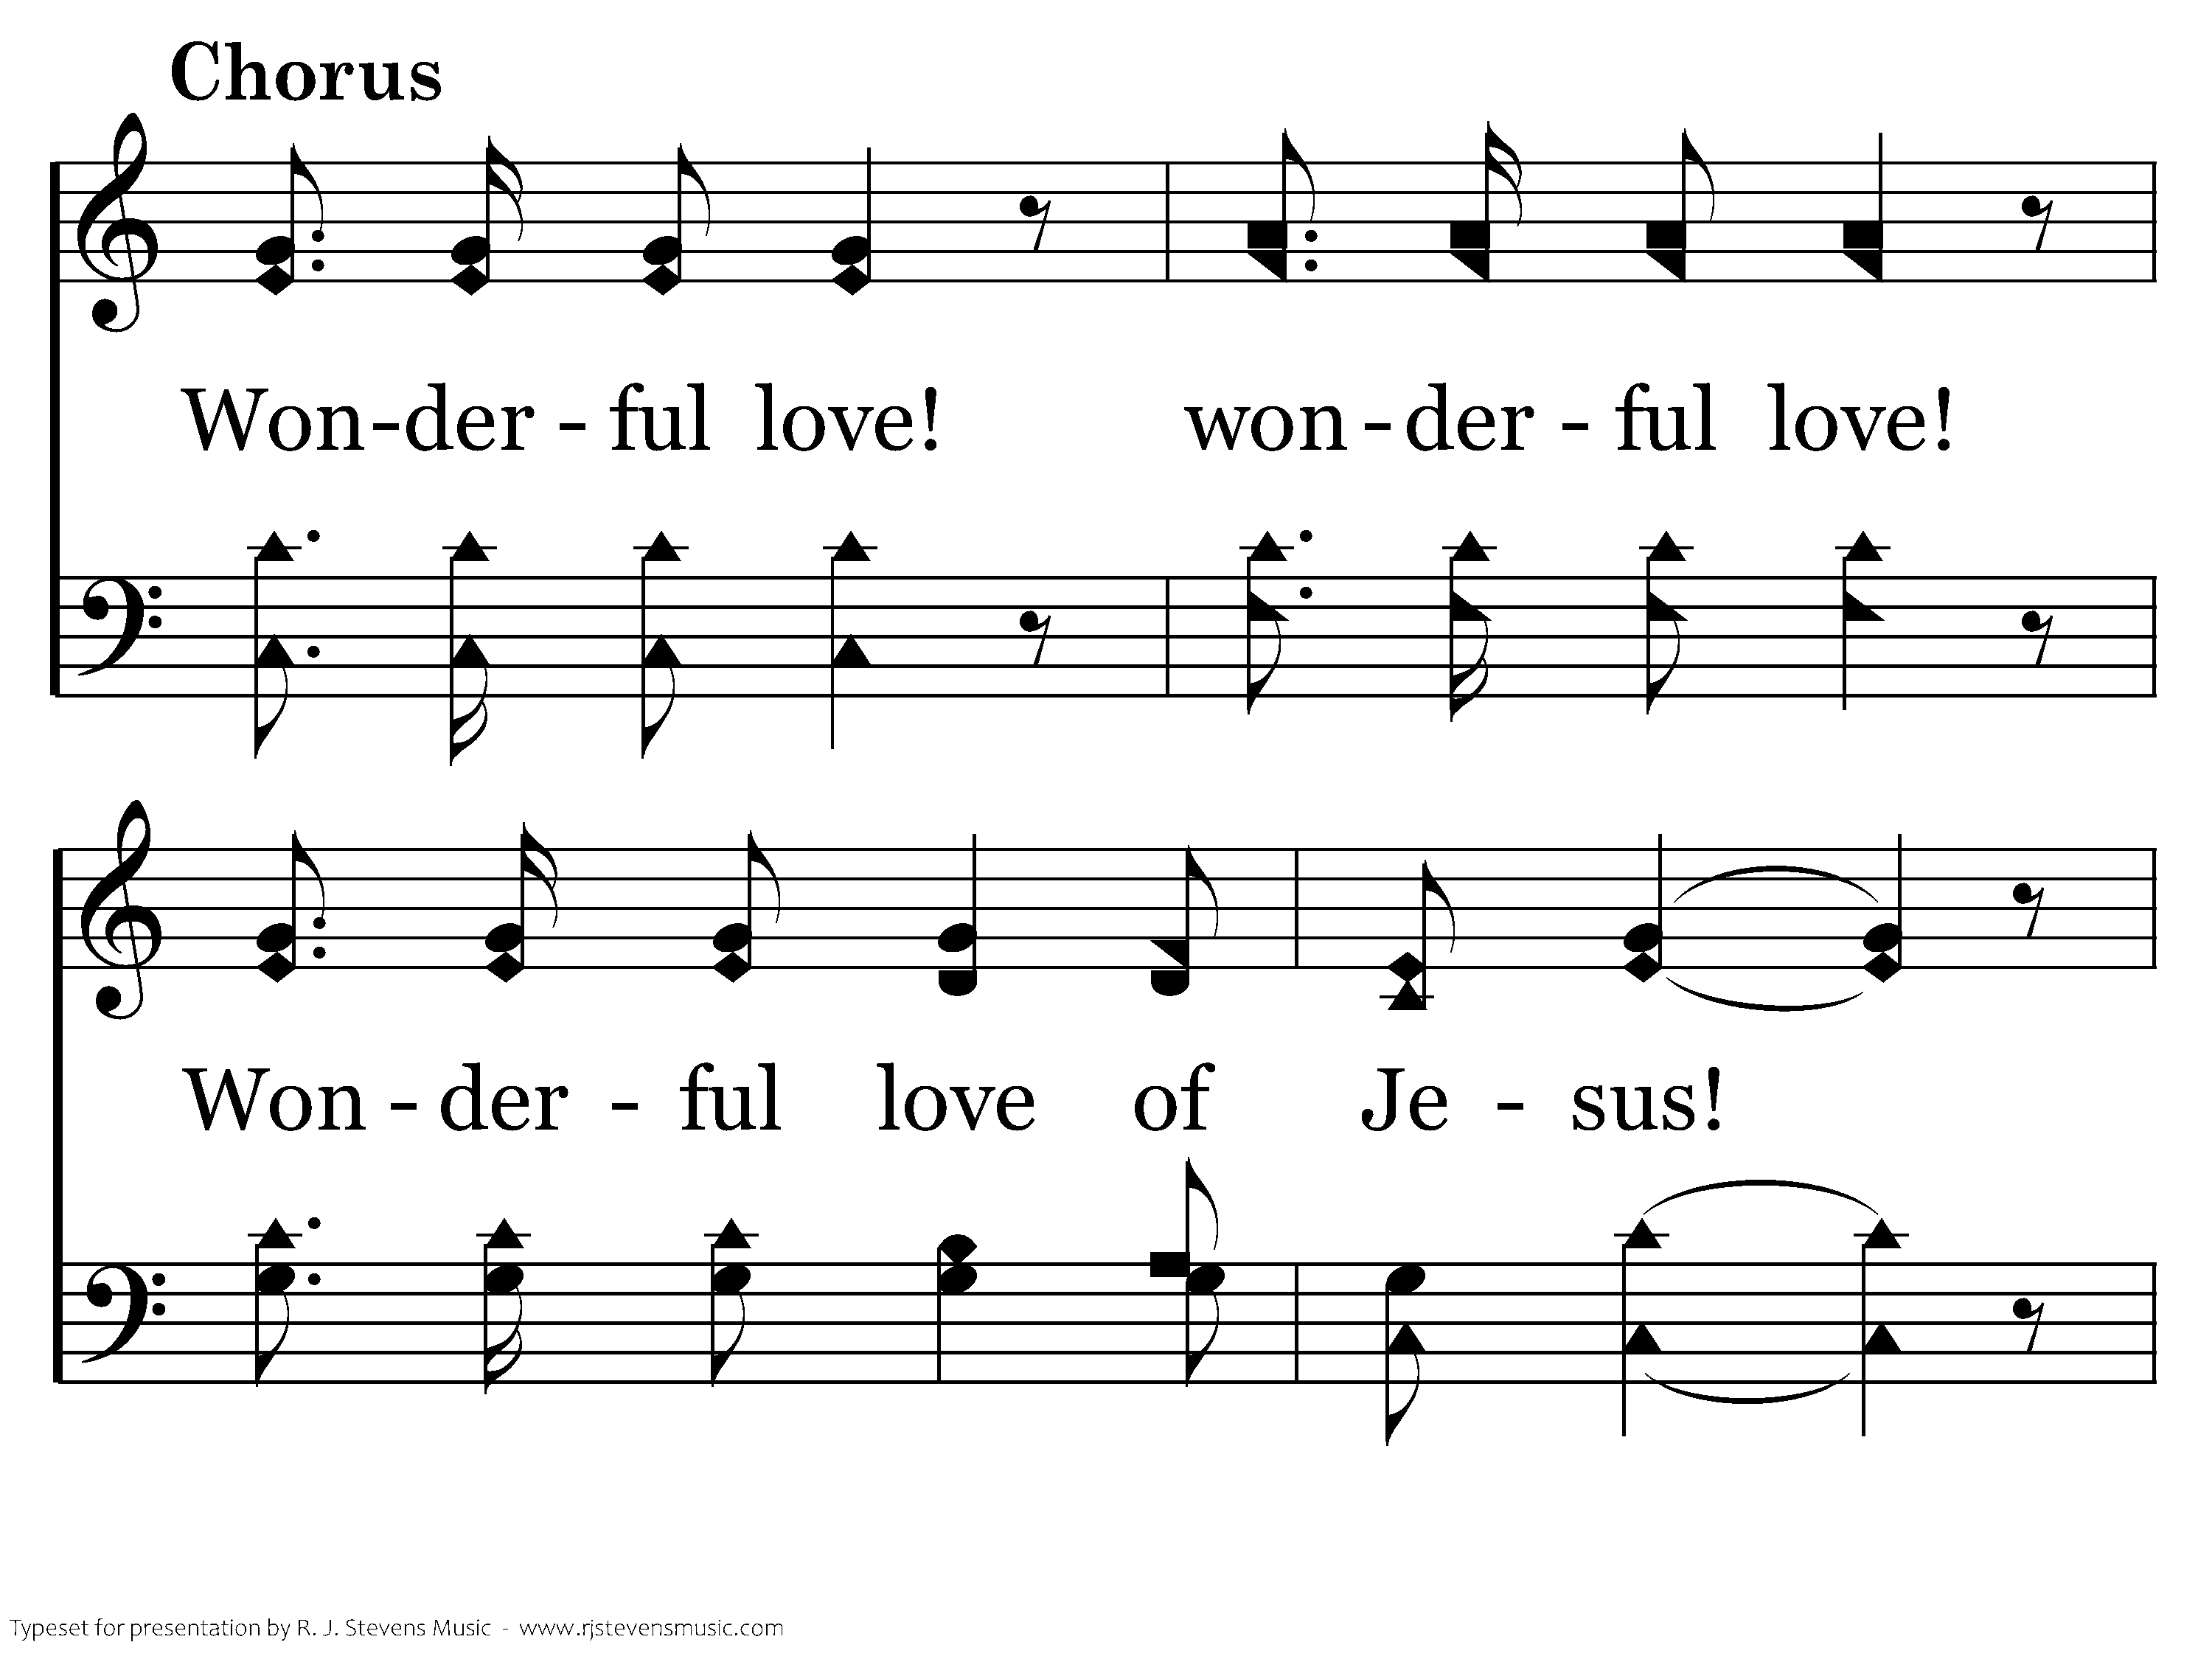 Chorus
Won-der - ful love! won - der - ful love!
Won - der - ful love of Je - sus!
Typeset for presentation by R. J. Stevens Music - www.rjstevensmusic.com